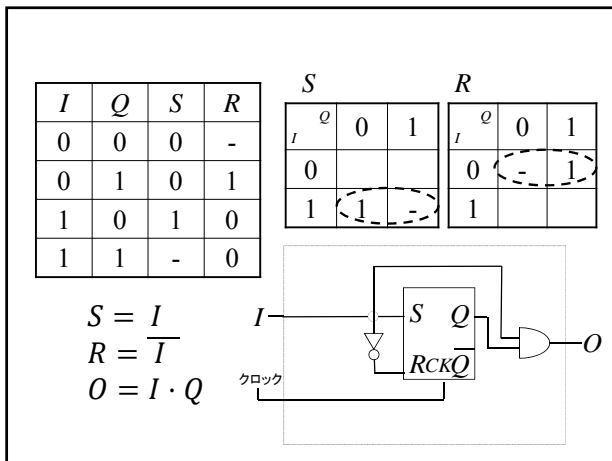 I Q S R
0 0 0 -
0 1 0 1
1 0 1 0
1 1 - 0
S
Q 0 1
I
0
1 1 -
R
Q 0 1
I
0 - 1
1
S = I
R = I̅
O = I · Q
I
S Q
O
クロック
R CK Q̅